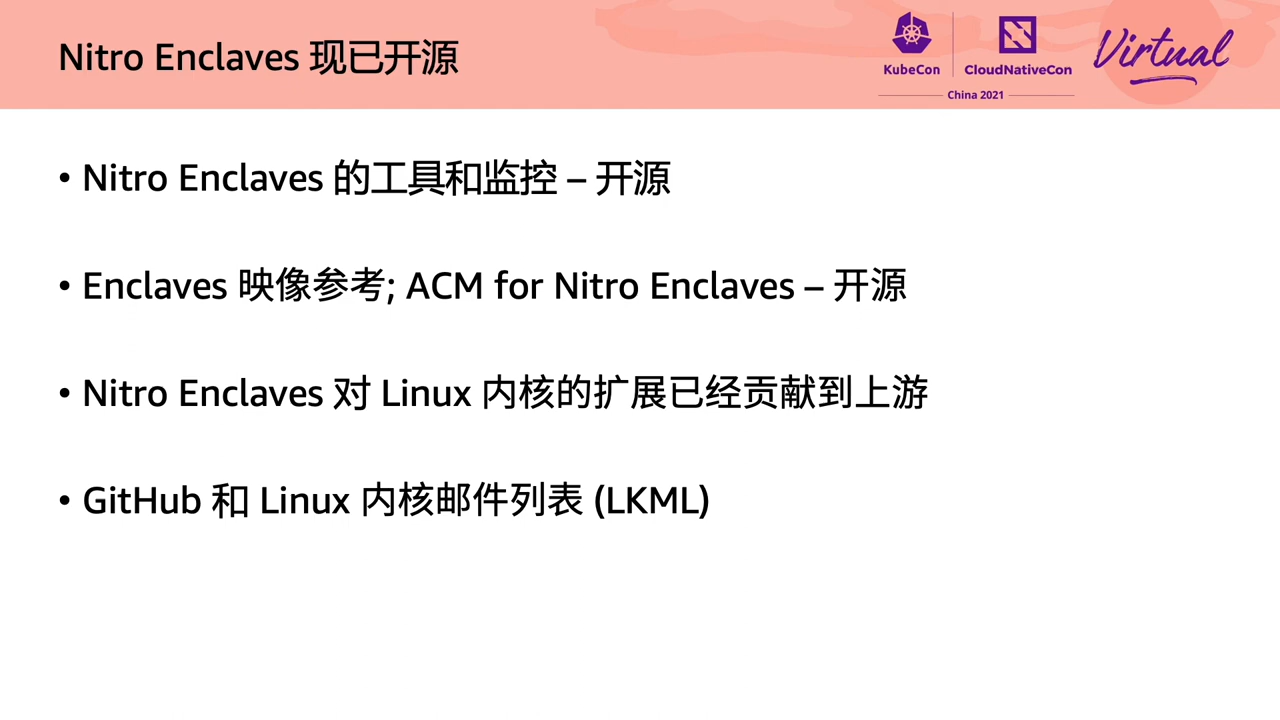 Nitro Enclaves 现已开源
KubeCon
CloudNativeCon
China 2021
Virtual
• Nitro Enclaves 的工具和监控 – 开源
• Enclaves 映像参考; ACM for Nitro Enclaves – 开源
• Nitro Enclaves 对 Linux 内核的扩展已经贡献到上游
• GitHub 和 Linux 内核邮件列表 (LKML)